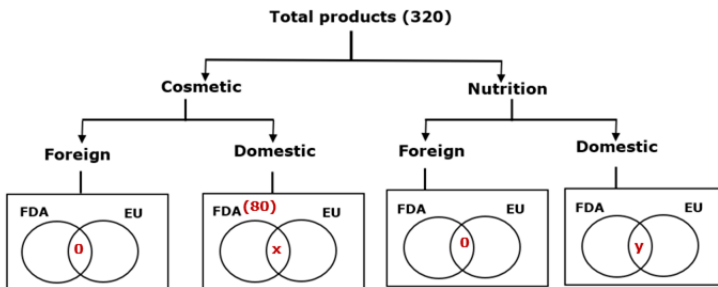 Total products (320)
Cosmetic Nutrition
Foreign Domestic Foreign Domestic
FDA EU FDA (80) EU FDA EU FDA EU
0 x 0 y